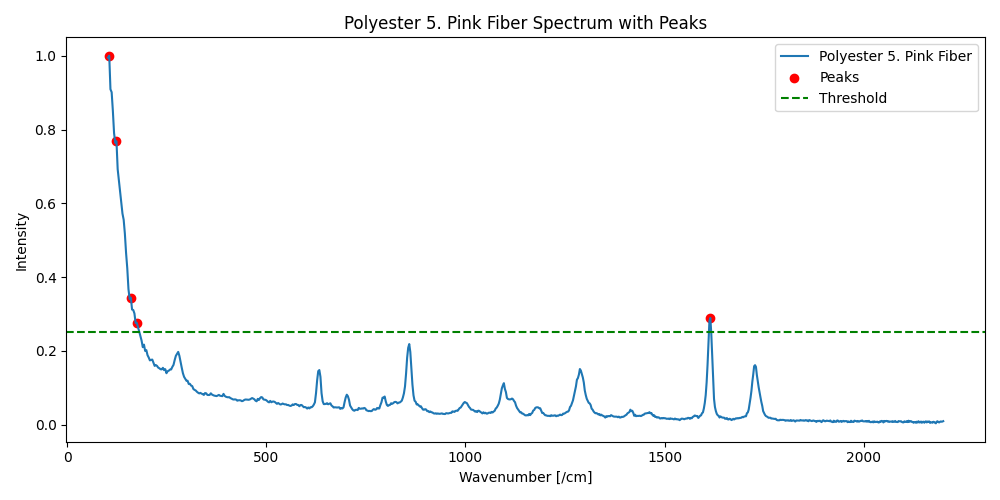 Polyester 5. Pink Fiber Spectrum with Peaks
Polyester 5. Pink Fiber
Peaks
Threshold
Intensity
1.0
0.8
0.6
0.4
0.2
0.0
0 500 1000 1500 2000
Wavenumber [/cm]